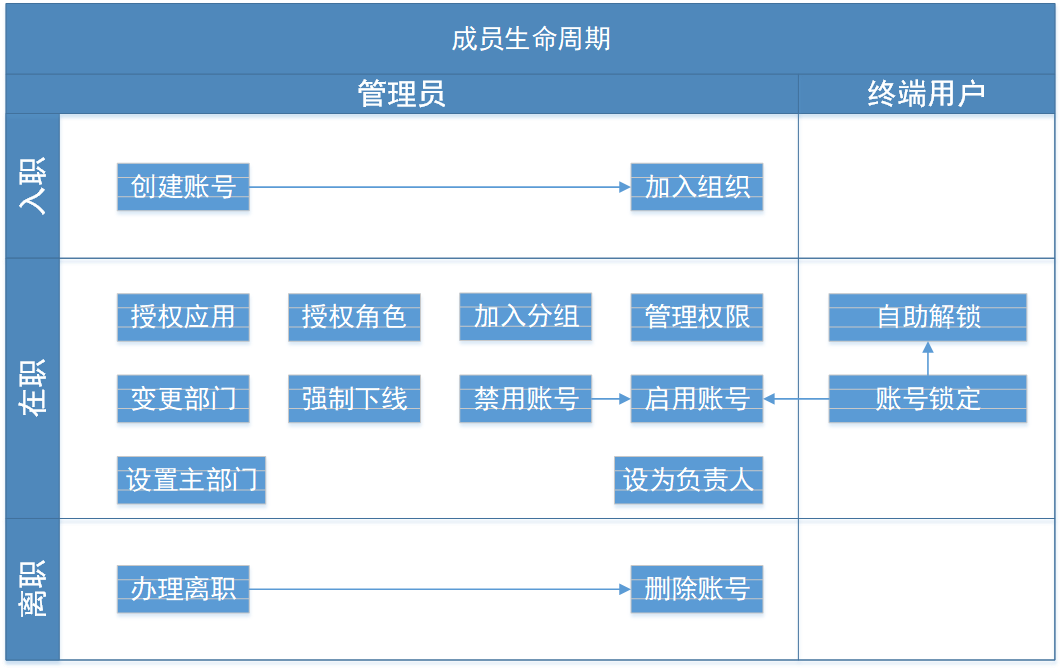 成员生命周期
管理员
终端用户
入职
创建账号
加入组织
在职
授权应用
授权角色
加入分组
管理权限
自助解锁
变更部门
强制下线
禁用账号
启用账号
账号锁定
设置主部门
设为负责人
离职
办理离职
删除账号